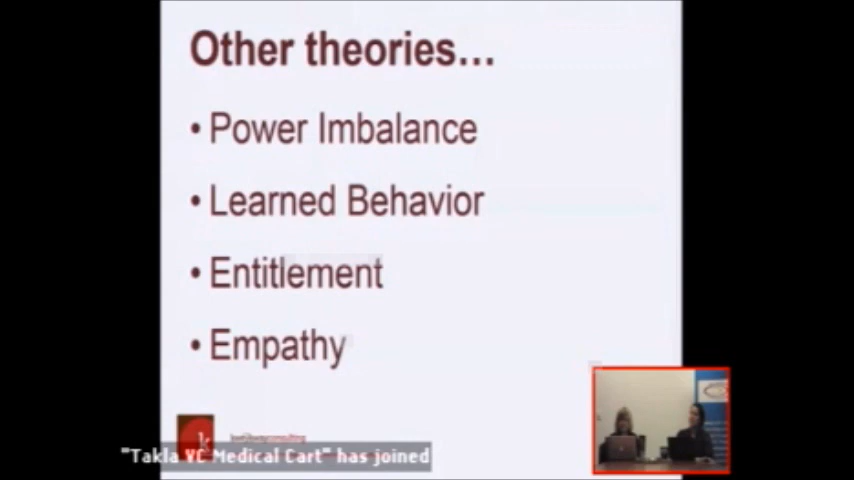 Other theories…
• Power Imbalance
• Learned Behavior
• Entitlement
• Empathy
k
"Takla VC Medical Cart" has joined